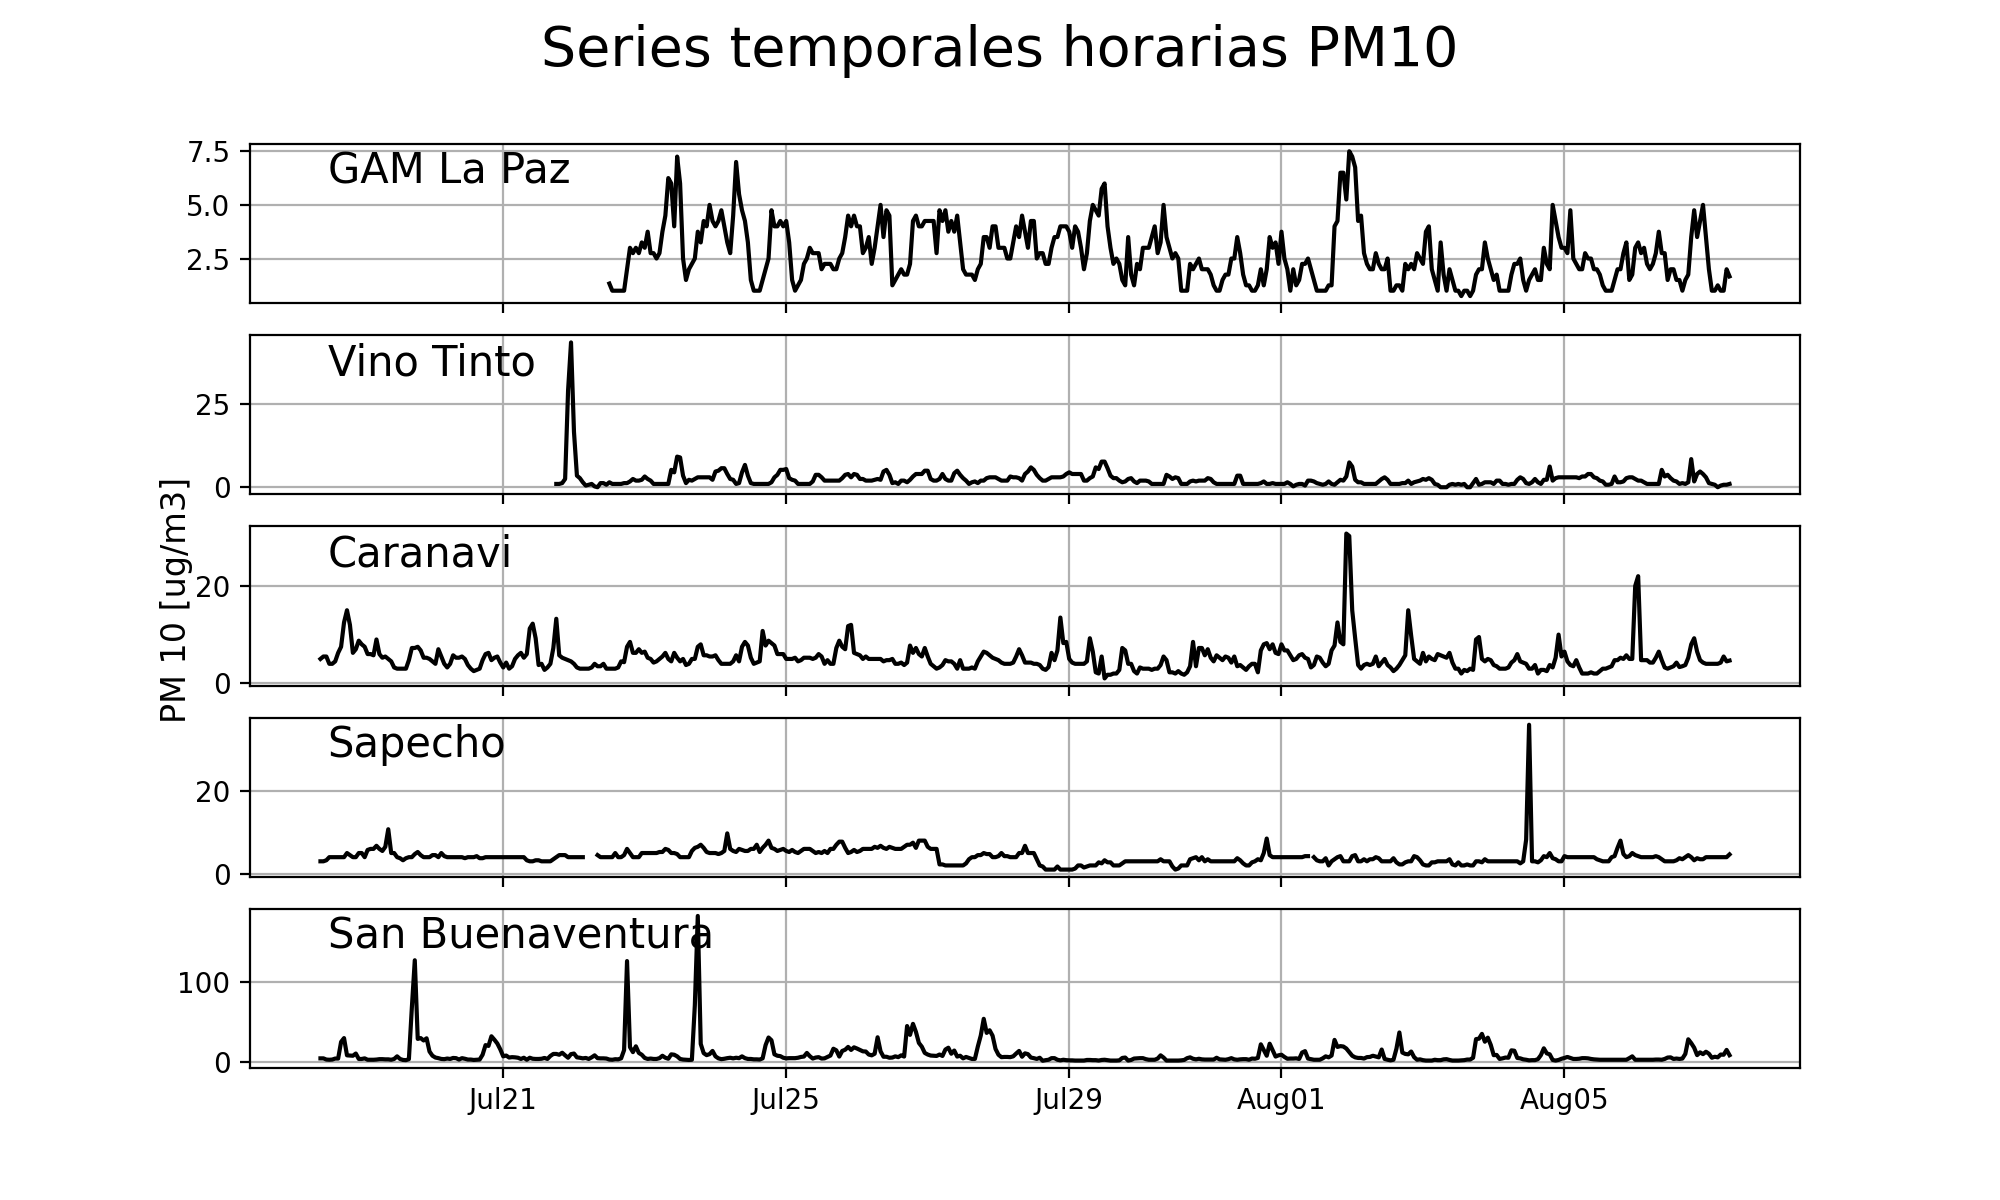 Series temporales horarias PM10
7.5
GAM La Paz
5.0
2.5
Vino Tinto
25
0
PM 10 [ug/m3]
Caranavi
20
0
Sapecho
20
0
San Buenaventura
100
0
Jul21 Jul25 Jul29 Aug01 Aug05